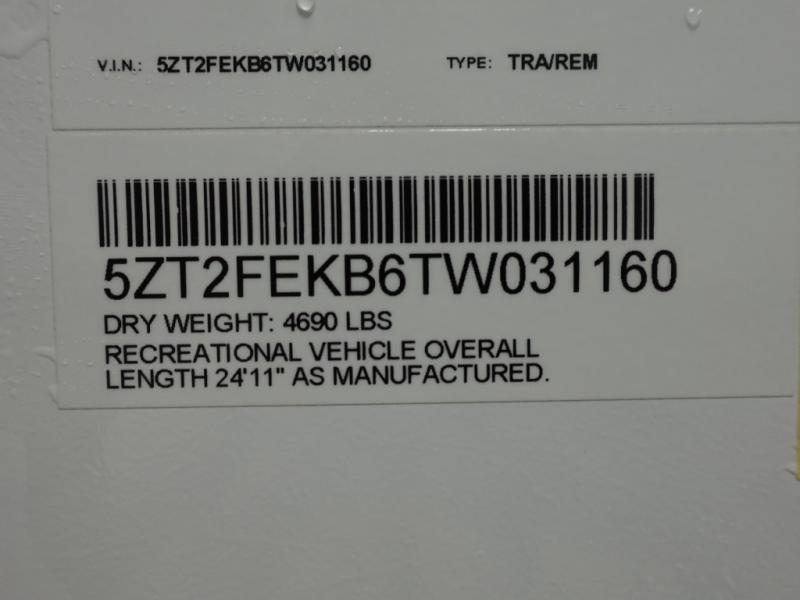 V.I.N.: 5ZT2FEKB6TW031160 TYPE: TRA/REM
5ZT2FEKB6TW031160
DRY WEIGHT: 4690 LBS
RECREATIONAL VEHICLE OVERALL
LENGTH 24'11" AS MANUFACTURED.